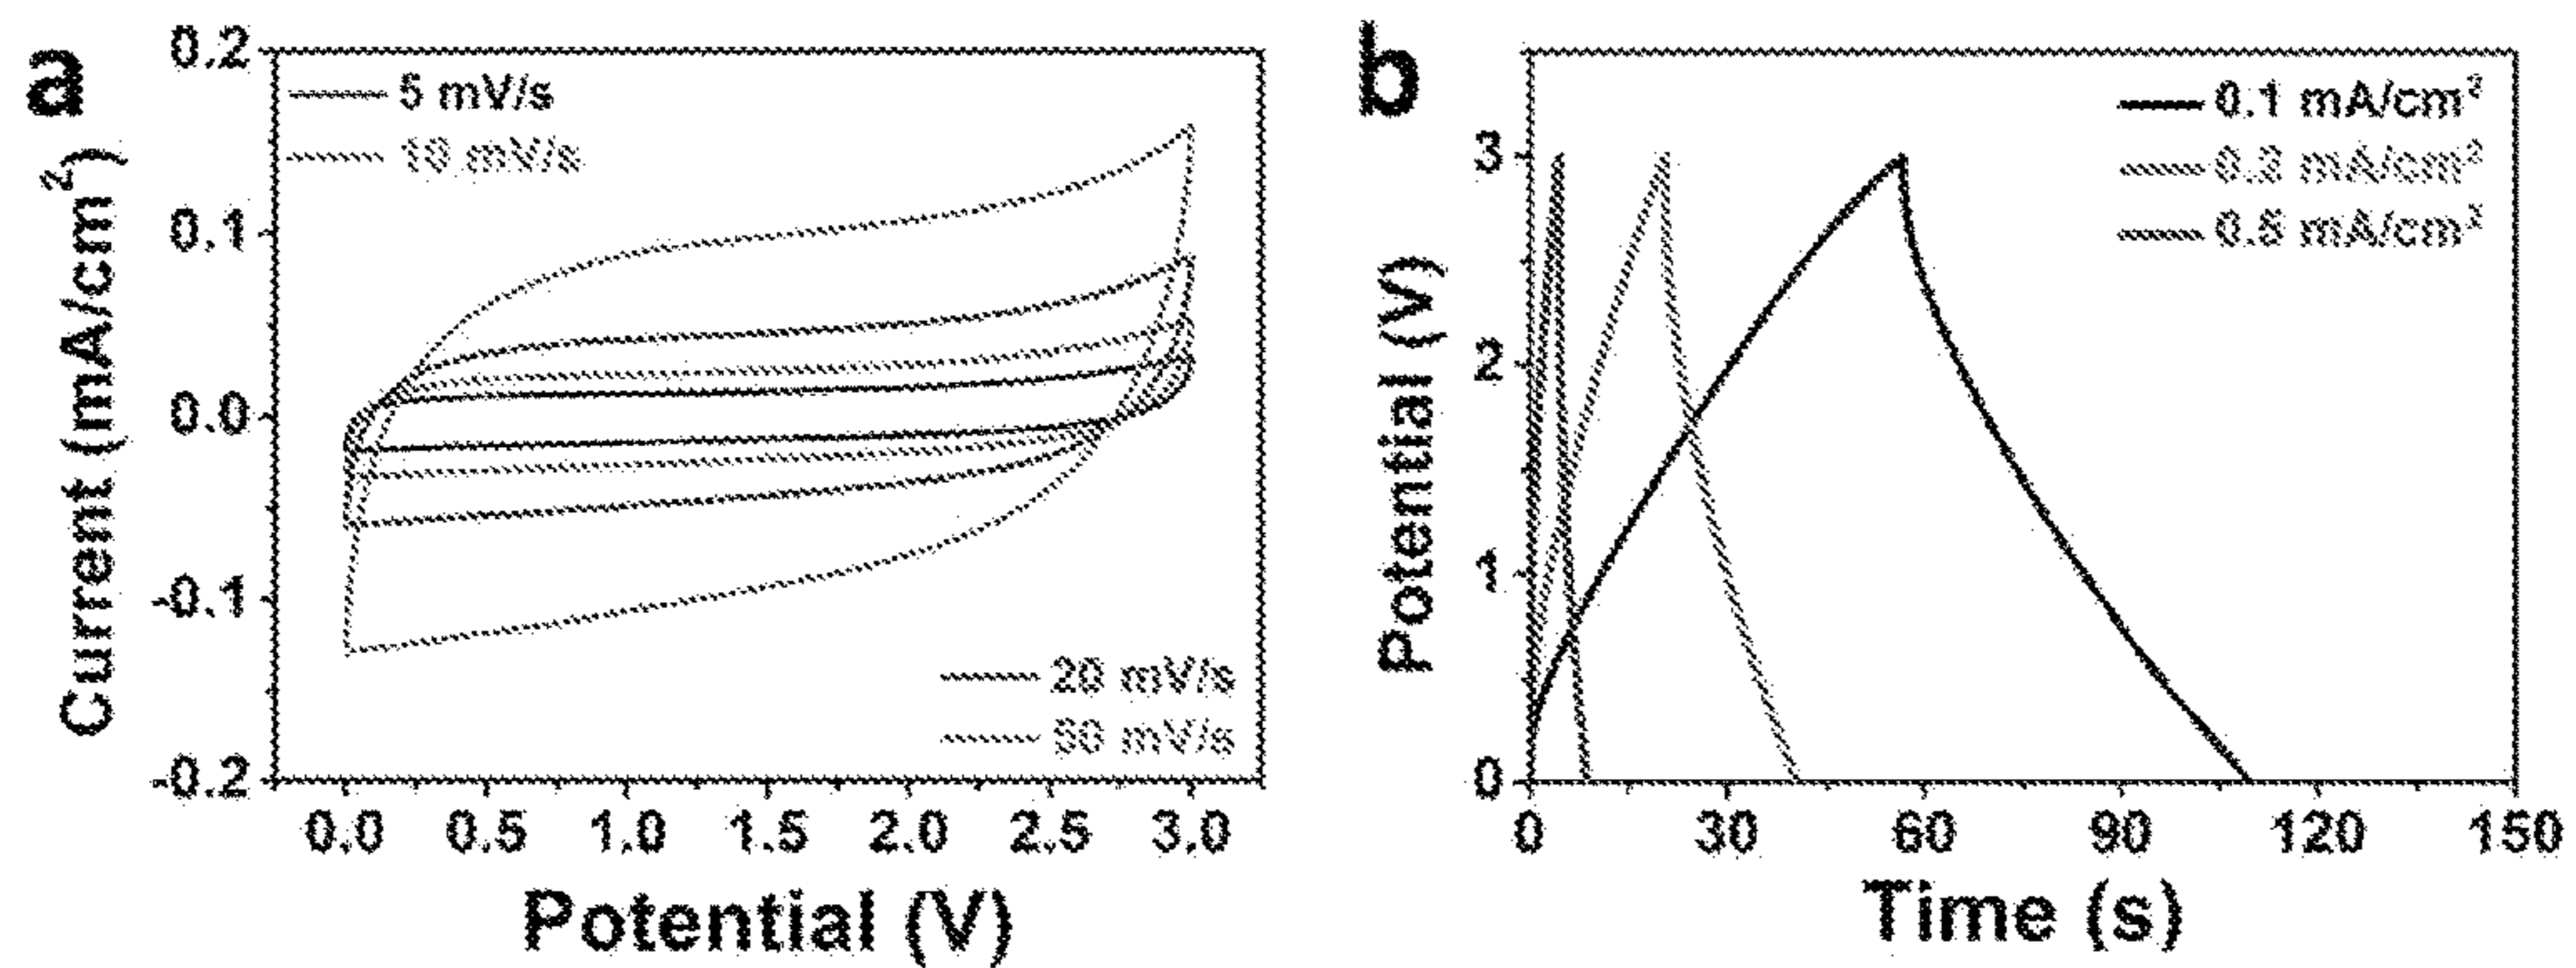 a
0.2
0.1
0.0
-0.1
-0.2
Current (mA/cm²)
5 mV/s
10 mV/s
20 mV/s
50 mV/s
0.0 0.5 1.0 1.5 2.0 2.5 3.0
Potential (V)
b
3
2
1
0
Potential (V)
0.1 mA/cm²
0.2 mA/cm²
0.5 mA/cm²
0 30 60 90 120 150
Time (s)